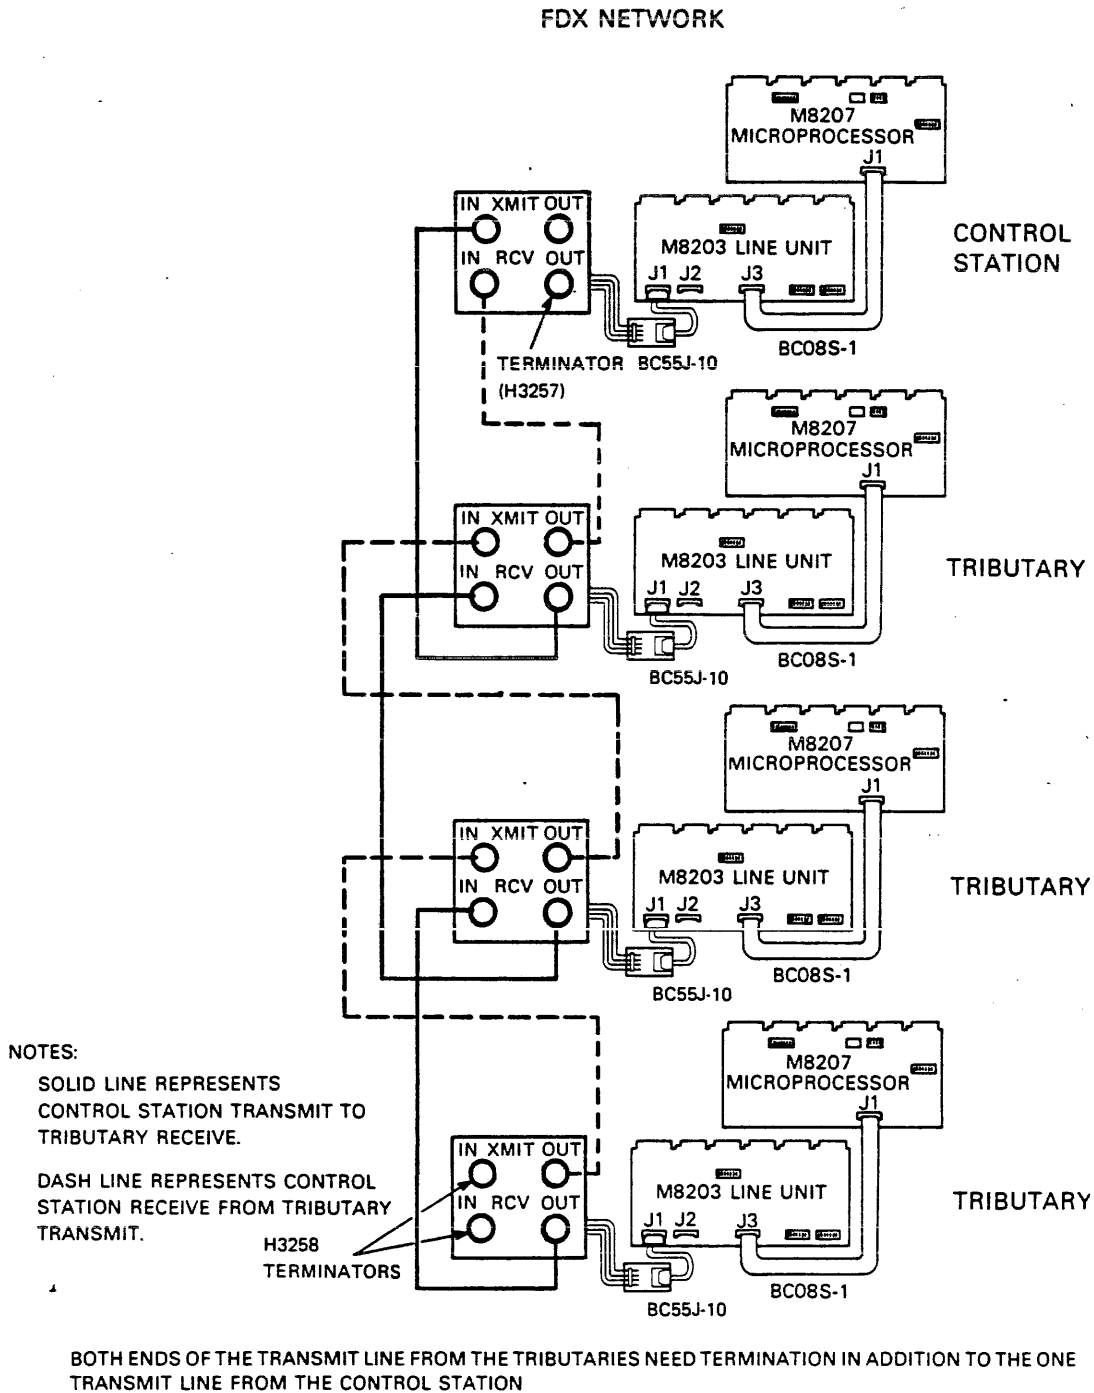 FDX NETWORK
M8207
MICROPROCESSOR
J1
IN XMIT OUT
IN RCV OUT
M8203 LINE UNIT
J1 J2 J3
CONTROL
STATION
TERMINATOR
(H3257)
BC55J-10
BC08S-1
M8207
MICROPROCESSOR
J1
IN XMIT OUT
IN RCV OUT
M8203 LINE UNIT
J1 J2 J3
TRIBUTARY
BC08S-1
BC55J-10
M8207
MICROPROCESSOR
J1
IN XMIT OUT
IN RCV OUT
M8203 LINE UNIT
J1 J2 J3
TRIBUTARY
BC08S-1
BC55J-10
M8207
MICROPROCESSOR
J1
IN XMIT OUT
IN RCV OUT
M8203 LINE UNIT
J1 J2 J3
TRIBUTARY
BC08S-1
BC55J-10
NOTES:
SOLID LINE REPRESENTS
CONTROL STATION TRANSMIT TO
TRIBUTARY RECEIVE.
DASH LINE REPRESENTS CONTROL
STATION RECEIVE FROM TRIBUTARY
TRANSMIT.
H3258
TERMINATORS
BOTH ENDS OF THE TRANSMIT LINE FROM THE TRIBUTARIES NEED TERMINATION IN ADDITION TO THE ONE
TRANSMIT LINE FROM THE CONTROL STATION